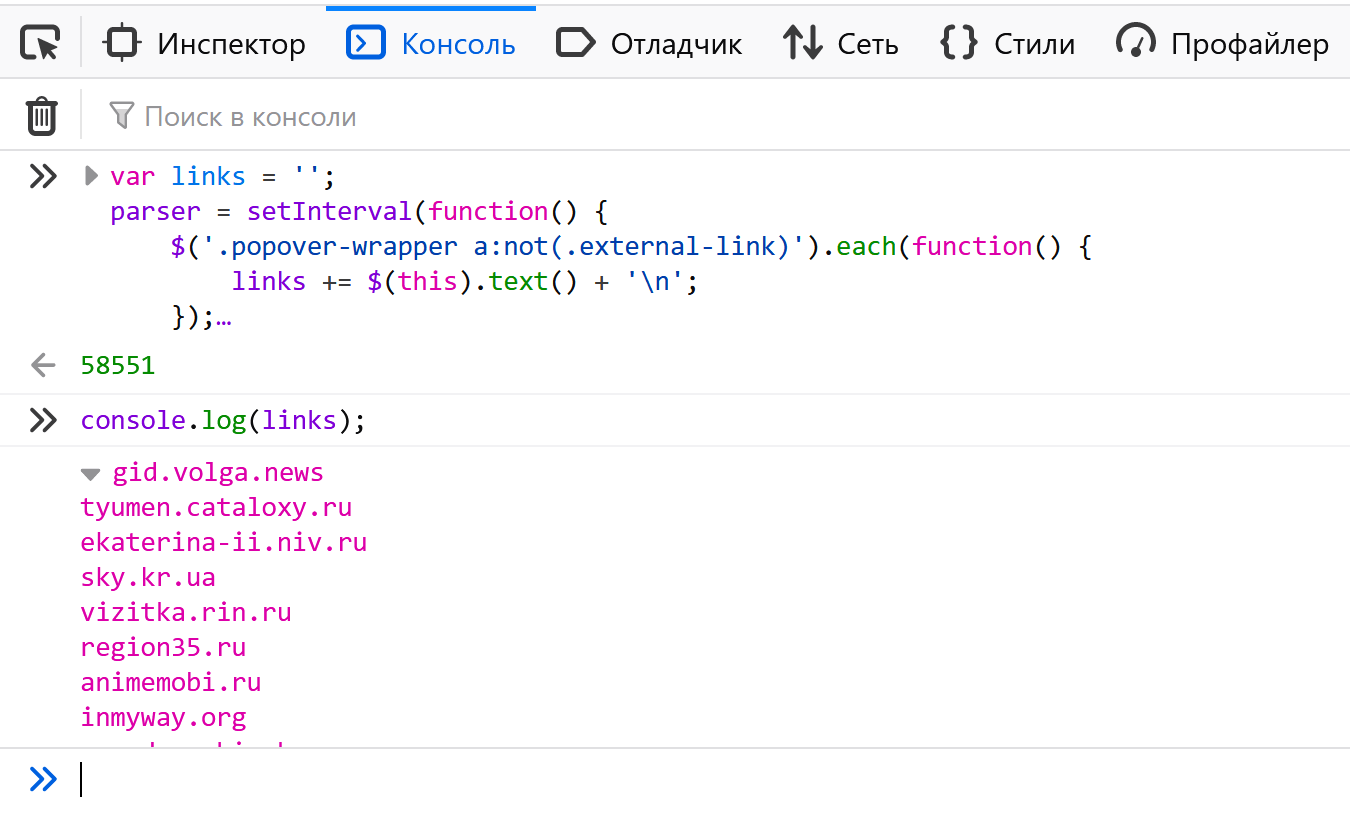 Инспектор Консоль Отладчик Сеть Стили Профайлер
Поиск в консоли
var links = '';
parser = setInterval(function() {
$('.popover-wrapper a:not(.external-link)').each(function() {
links += $(this).text() + '\n';
});…
58551
console.log(links);
gid.volga.news
tyumen.cataloxy.ru
ekaterina-ii.niv.ru
sky.kr.ua
vizitka.rin.ru
region35.ru
animemobi.ru
inmyway.org